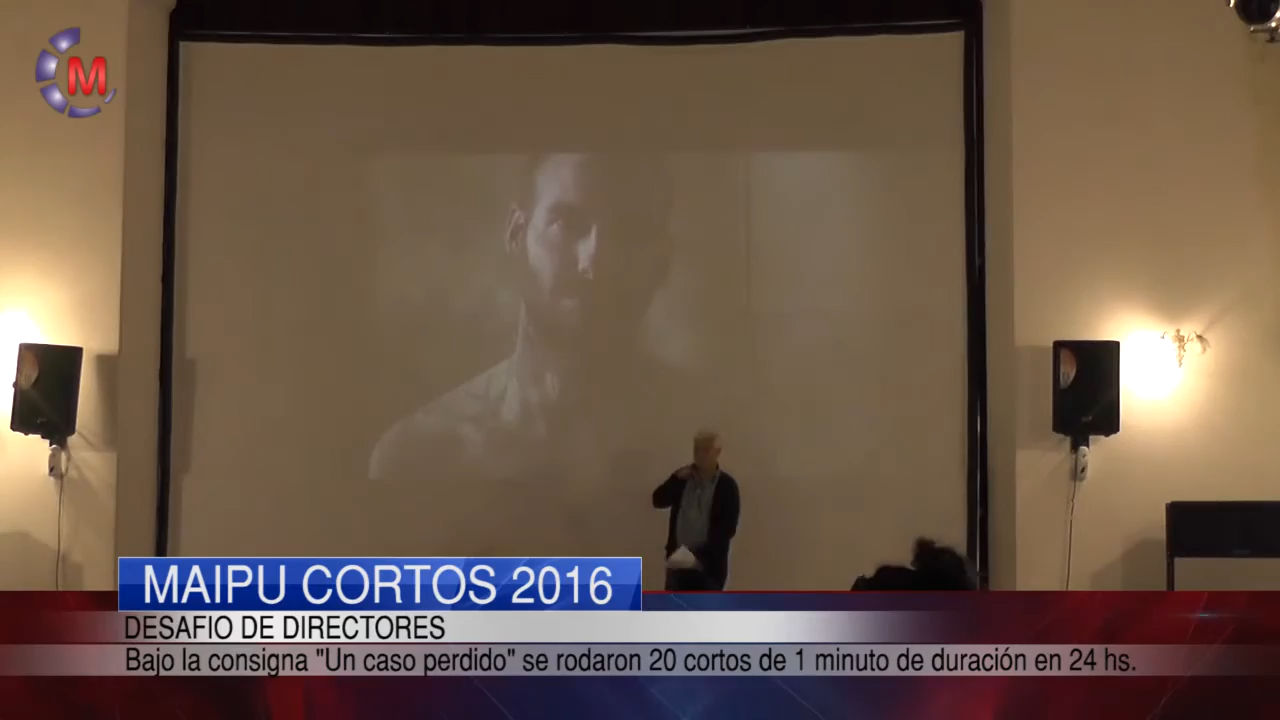 M
MAIPU CORTOS 2016
DESAFIO DE DIRECTORES
Bajo la consigna "Un caso perdido" se rodaron 20 cortos de 1 minuto de duración en 24 hs.